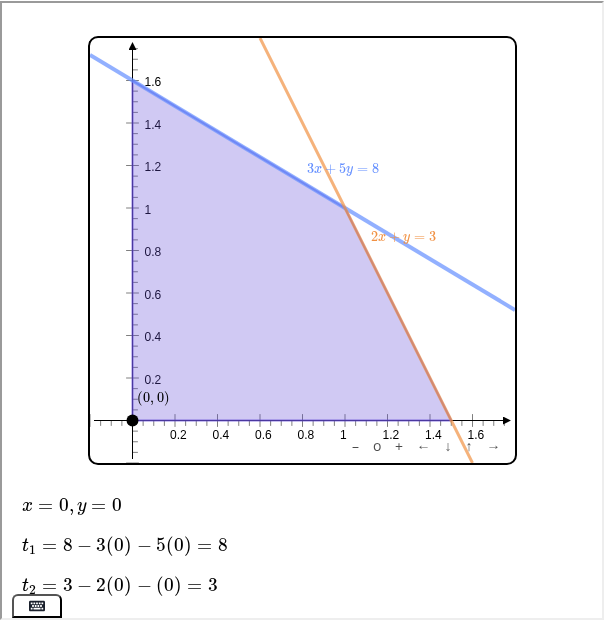 1.6
1.4
1.2
1
0.8
0.6
0.4
0.2
3x + 5y = 8
2x + y = 3
(0, 0)
0.2 0.4 0.6 0.8 1 1.2 1.4 1.6
− o + ← ↓ ↑ →
x = 0, y = 0
t₁ = 8 − 3(0) − 5(0) = 8
t₂ = 3 − 2(0) − (0) = 3